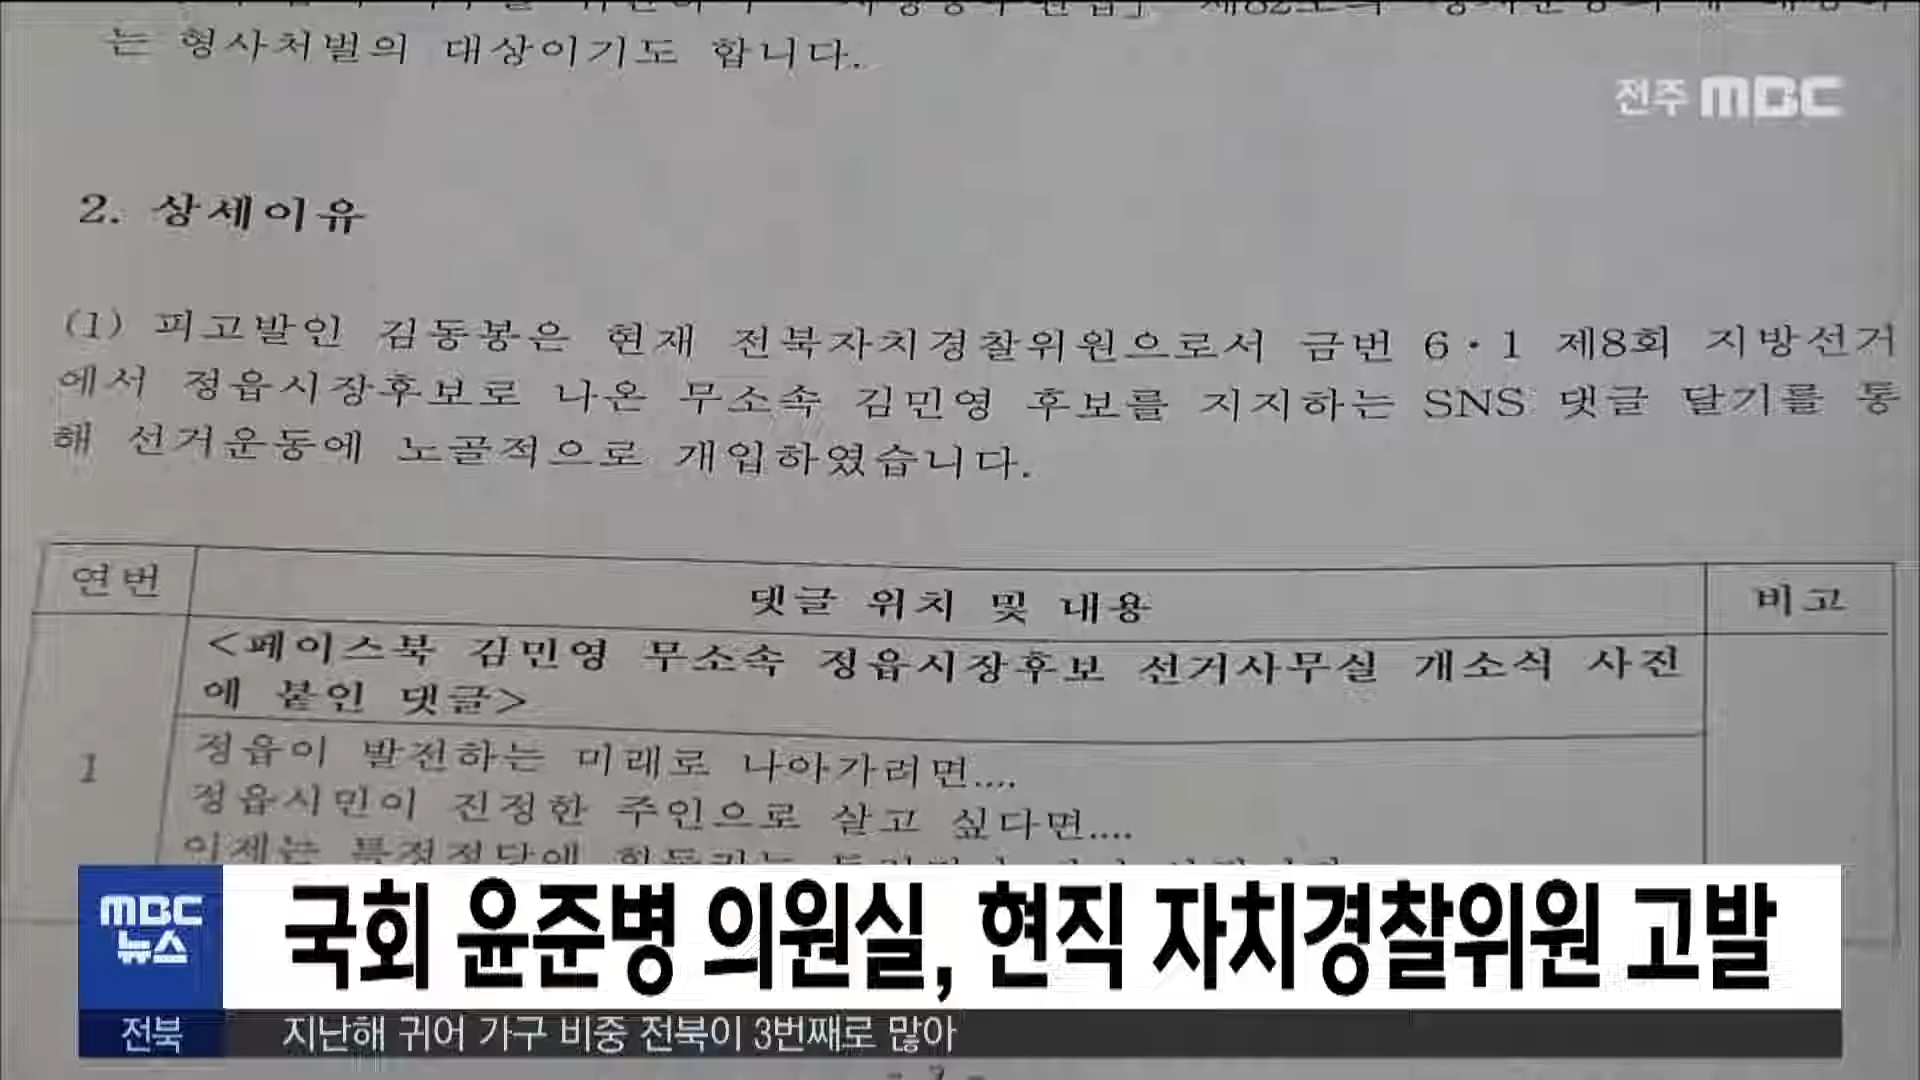 는 형사처벌의 대상이기도 합니다.
전주 MBC
2. 상세이유
(1) 피고발인 김동봉은 현재 전북자치경찰위원으로서 금번 6·1 제8회 지방선거
에서 정읍시장후보로 나온 무소속 김민영 후보를 지지하는 SNS 댓글 달기를 통
해 선거운동에 노골적으로 개입하였습니다.
연번 댓글 위치 및 내용 비고
<페이스북 김민영 무소속 정읍시장후보 선거사무실 개소식 사진
에 붙인 댓글>
1
정읍이 발전하는 미래로 나아가려면....
정읍시민이 진정한 주인으로 살고 싶다면....
이제는 특정정당에
MBC
뉴스
국회 윤준병 의원실, 현직 자치경찰위원 고발
전북
지난해 귀어 가구 비중 전북이 3번째로 많아